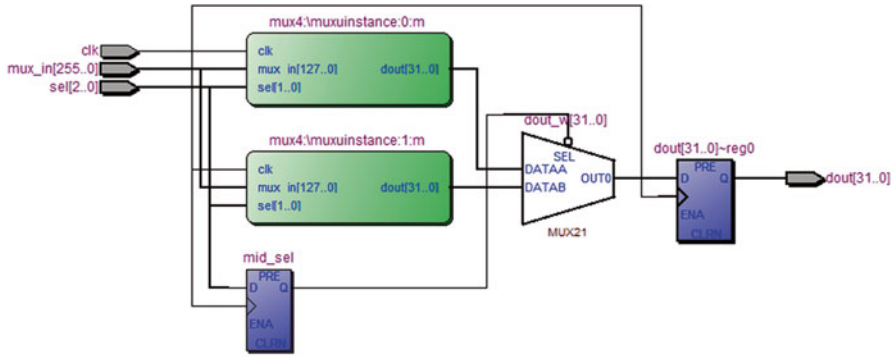 mux4:\muxuinstance:0:m
clk
mux_in[255..0]
sel[2..0]
clk
mux_in[127..0]
sel[1..0]
dout[31..0]
mux4:\muxuinstance:1:m
clk
mux_in[127..0]
sel[1..0]
dout[31..0]
dout_w[31..0]
SEL
DATAA
DATAB
OUT0
MUX21
dout[31..0]~reg0
PRE
D
Q
ENA
CLRN
dout[31..0]
mid_sel
PRE
D
Q
ENA
CLRN